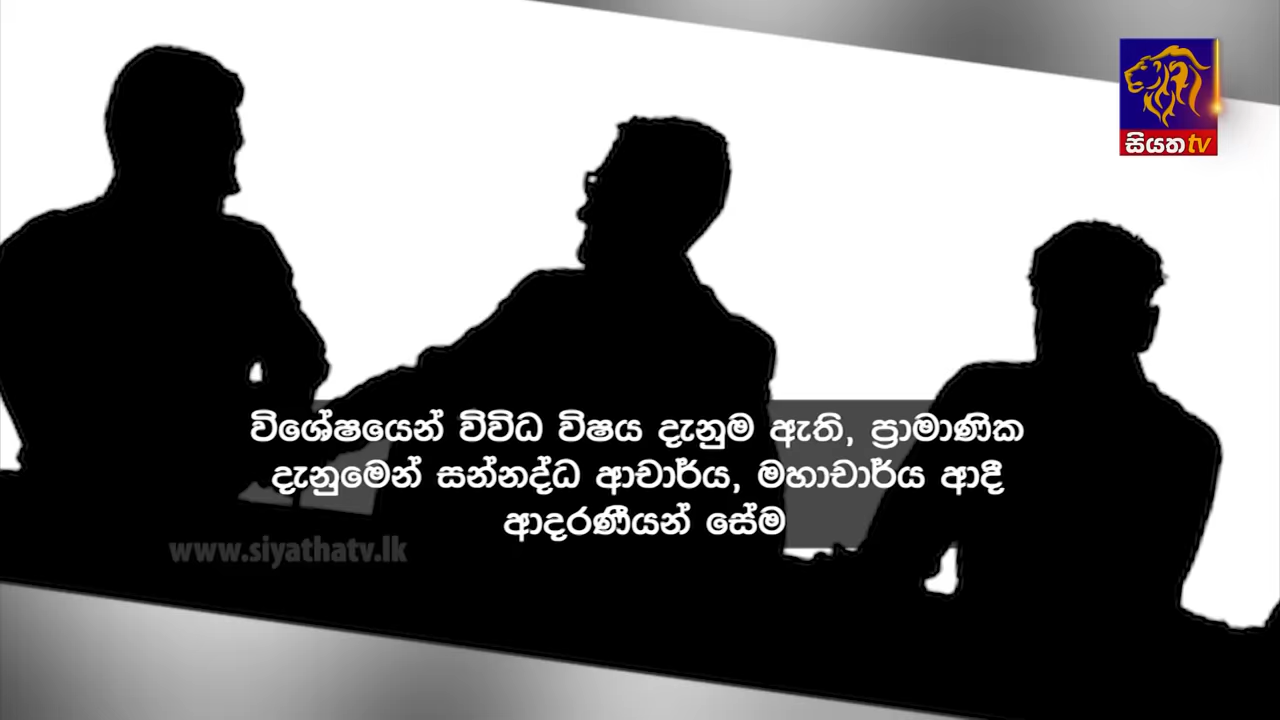 සියත tv
විශේෂයෙන් විවිධ විෂය දැනුම ඇති, ප්‍රාමාණික
දැනුමෙන් සන්නද්ධ ආචාර්ය, මහාචාර්ය ආදී
ආදරණීයන් සේම
www.siyathatv.lk